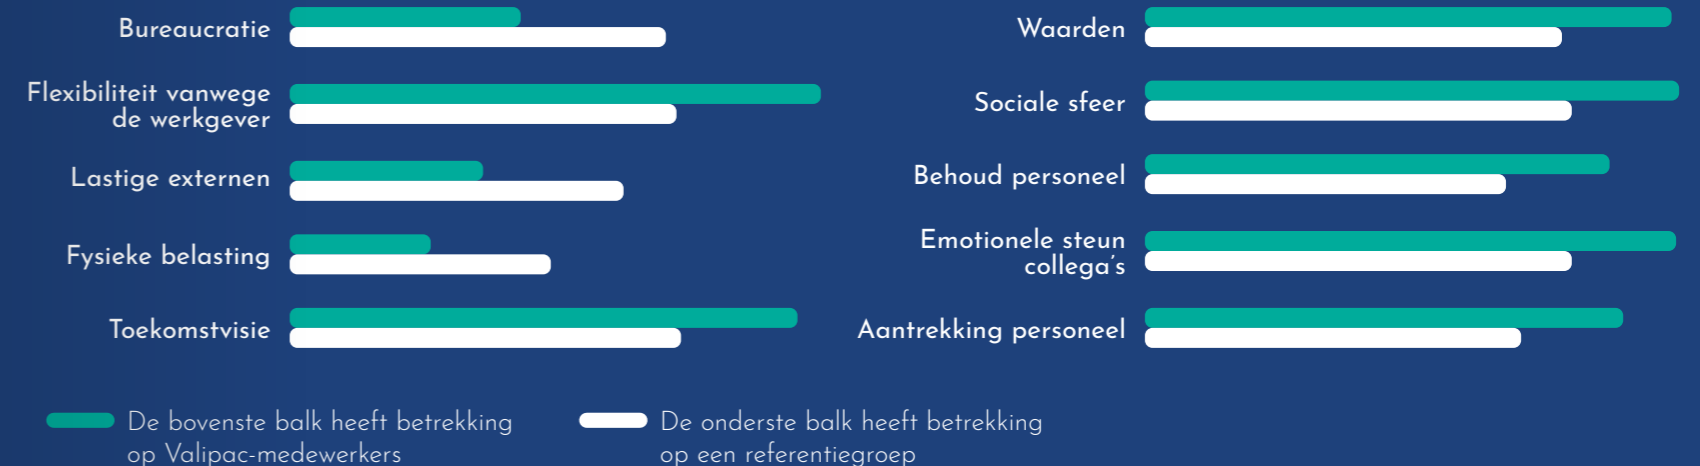 Bureaucratie
Flexibiliteit vanwege
de werkgever
Lastige externen
Fysieke belasting
Toekomstvisie
Waarden
Sociale sfeer
Behoud personeel
Emotionele steun
collega's
Aantrekking personeel
De bovenste balk heeft betrekking
op Valipac-medewerkers
De onderste balk heeft betrekking
op een referentiegroep